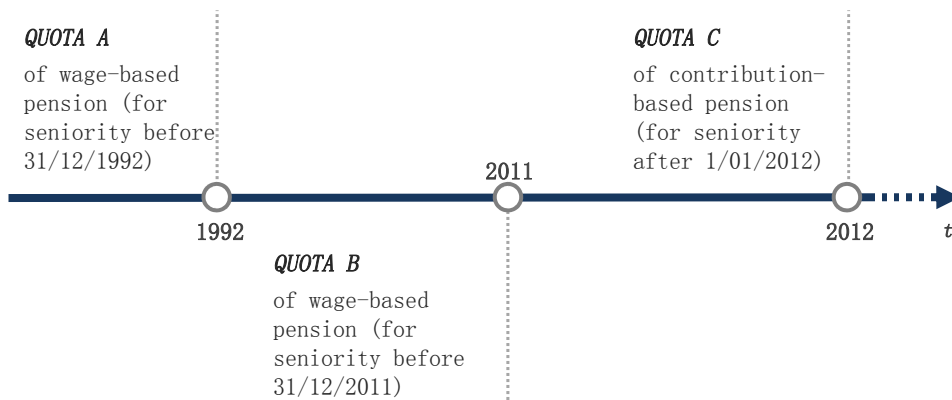 QUOTA A
of wage-based
pension (for
seniority before
31/12/1992)
1992
QUOTA B
of wage-based
pension (for
seniority before
31/12/2011)
2011
QUOTA C
of contribution-
based pension
(for seniority
after 1/01/2012)
2012
t